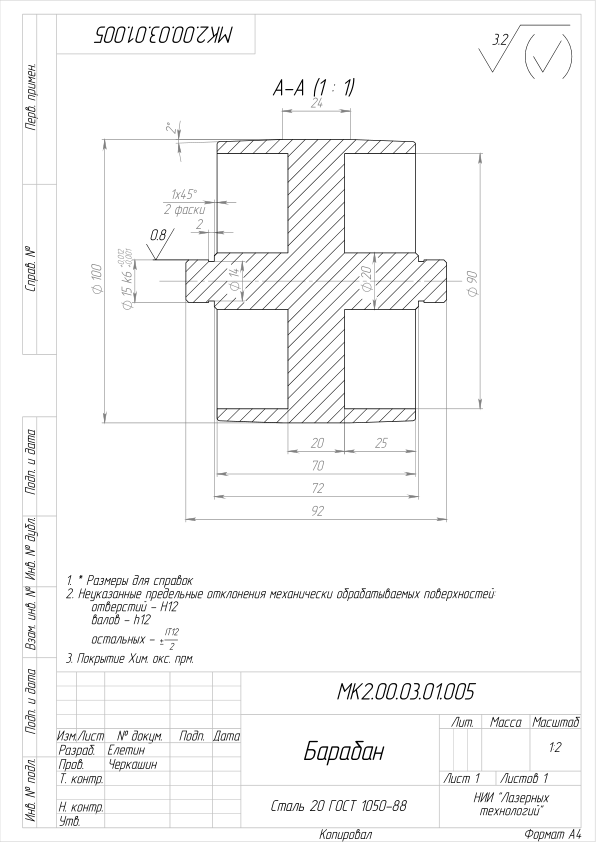 МК2.00.03.01.005
3.2
А-А (1 : 1)
24
2°
1x45°
2 фаски
2
0.8
Ф 100
Ф 15 k6 +0,012 +0,001
Ф 14
Ф 20
Ф 90
20
25
70
72
92
Перв. примен.
Справ. №
Подп. и дата
Инв. № дубл.
Взам. инв. №
Подп. и дата
Инв. № подл.
1. * Размеры для справок
2. Неуказанные предельные отклонения механически обрабатываемых поверхностей:
отверстий - H12
валов - h12
остальных - ± IT12/2
3. Покрытие Хим. окс. прм.
МК2.00.03.01.005
Изм. Лист № докум. Подп. Дата
Разраб. Елетин
Пров. Черкашин
Т. контр.
Н. контр.
Утв.
Барабан
Лит. Масса Масштаб
1:2
Лист 1 Листов 1
Сталь 20 ГОСТ 1050-88
НИИ "Лазерных
технологий"
Копировал Формат А4